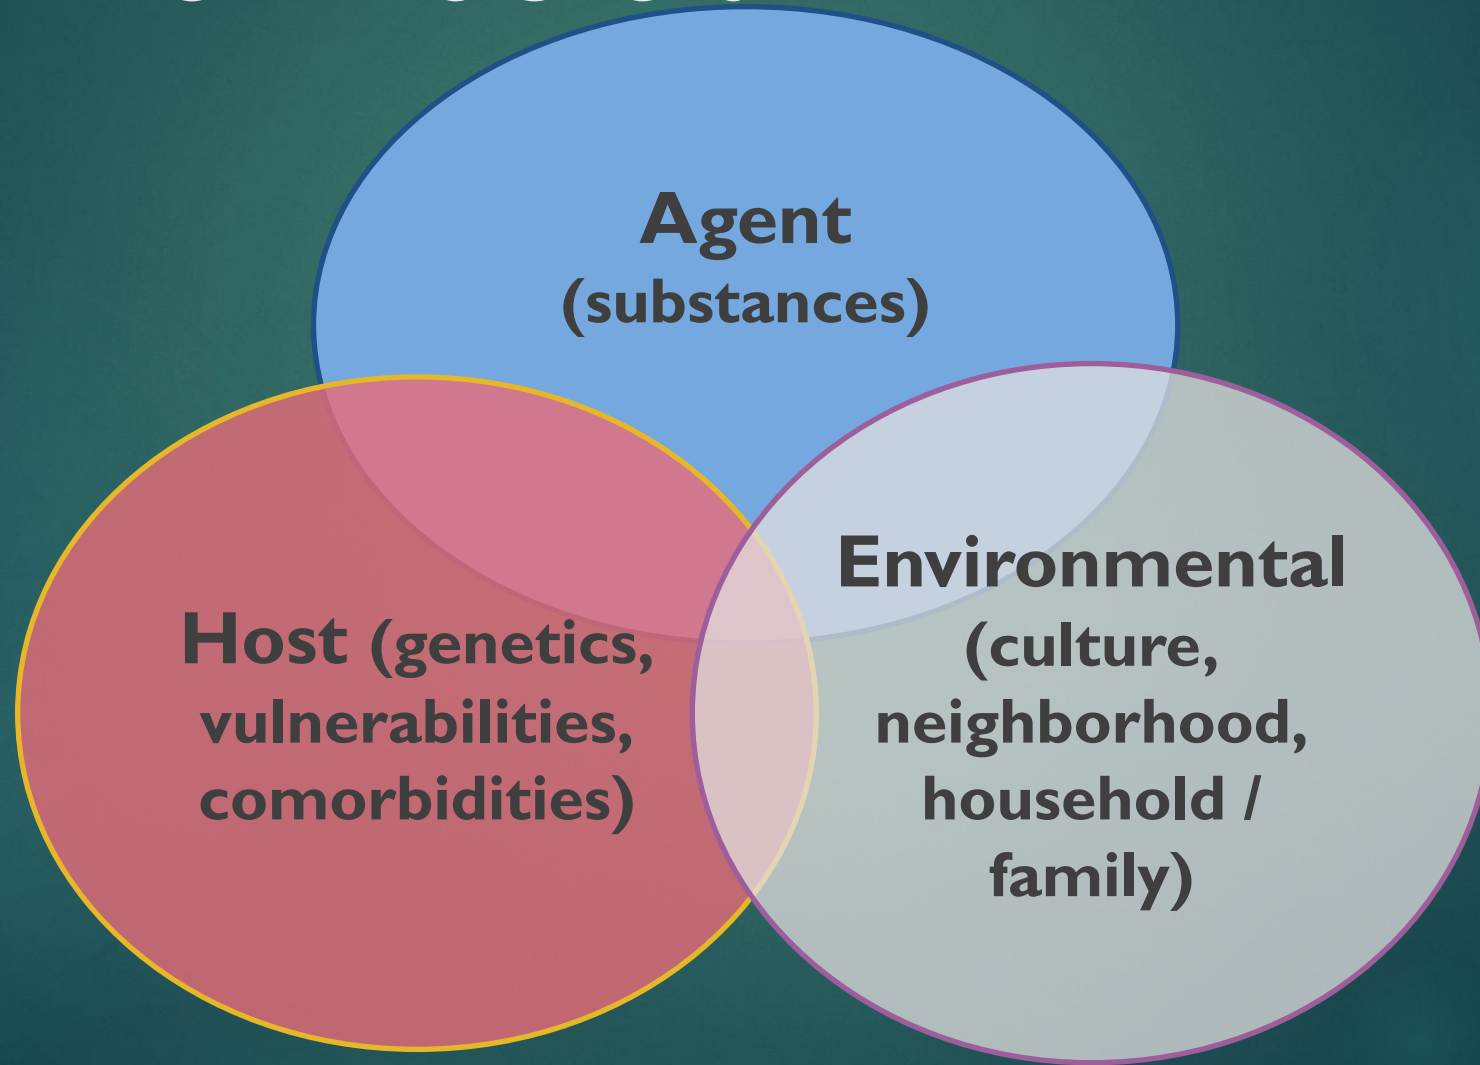 Agent
(substances)
Host (genetics,
vulnerabilities,
comorbidities)
Environmental
(culture,
neighborhood,
household /
family)